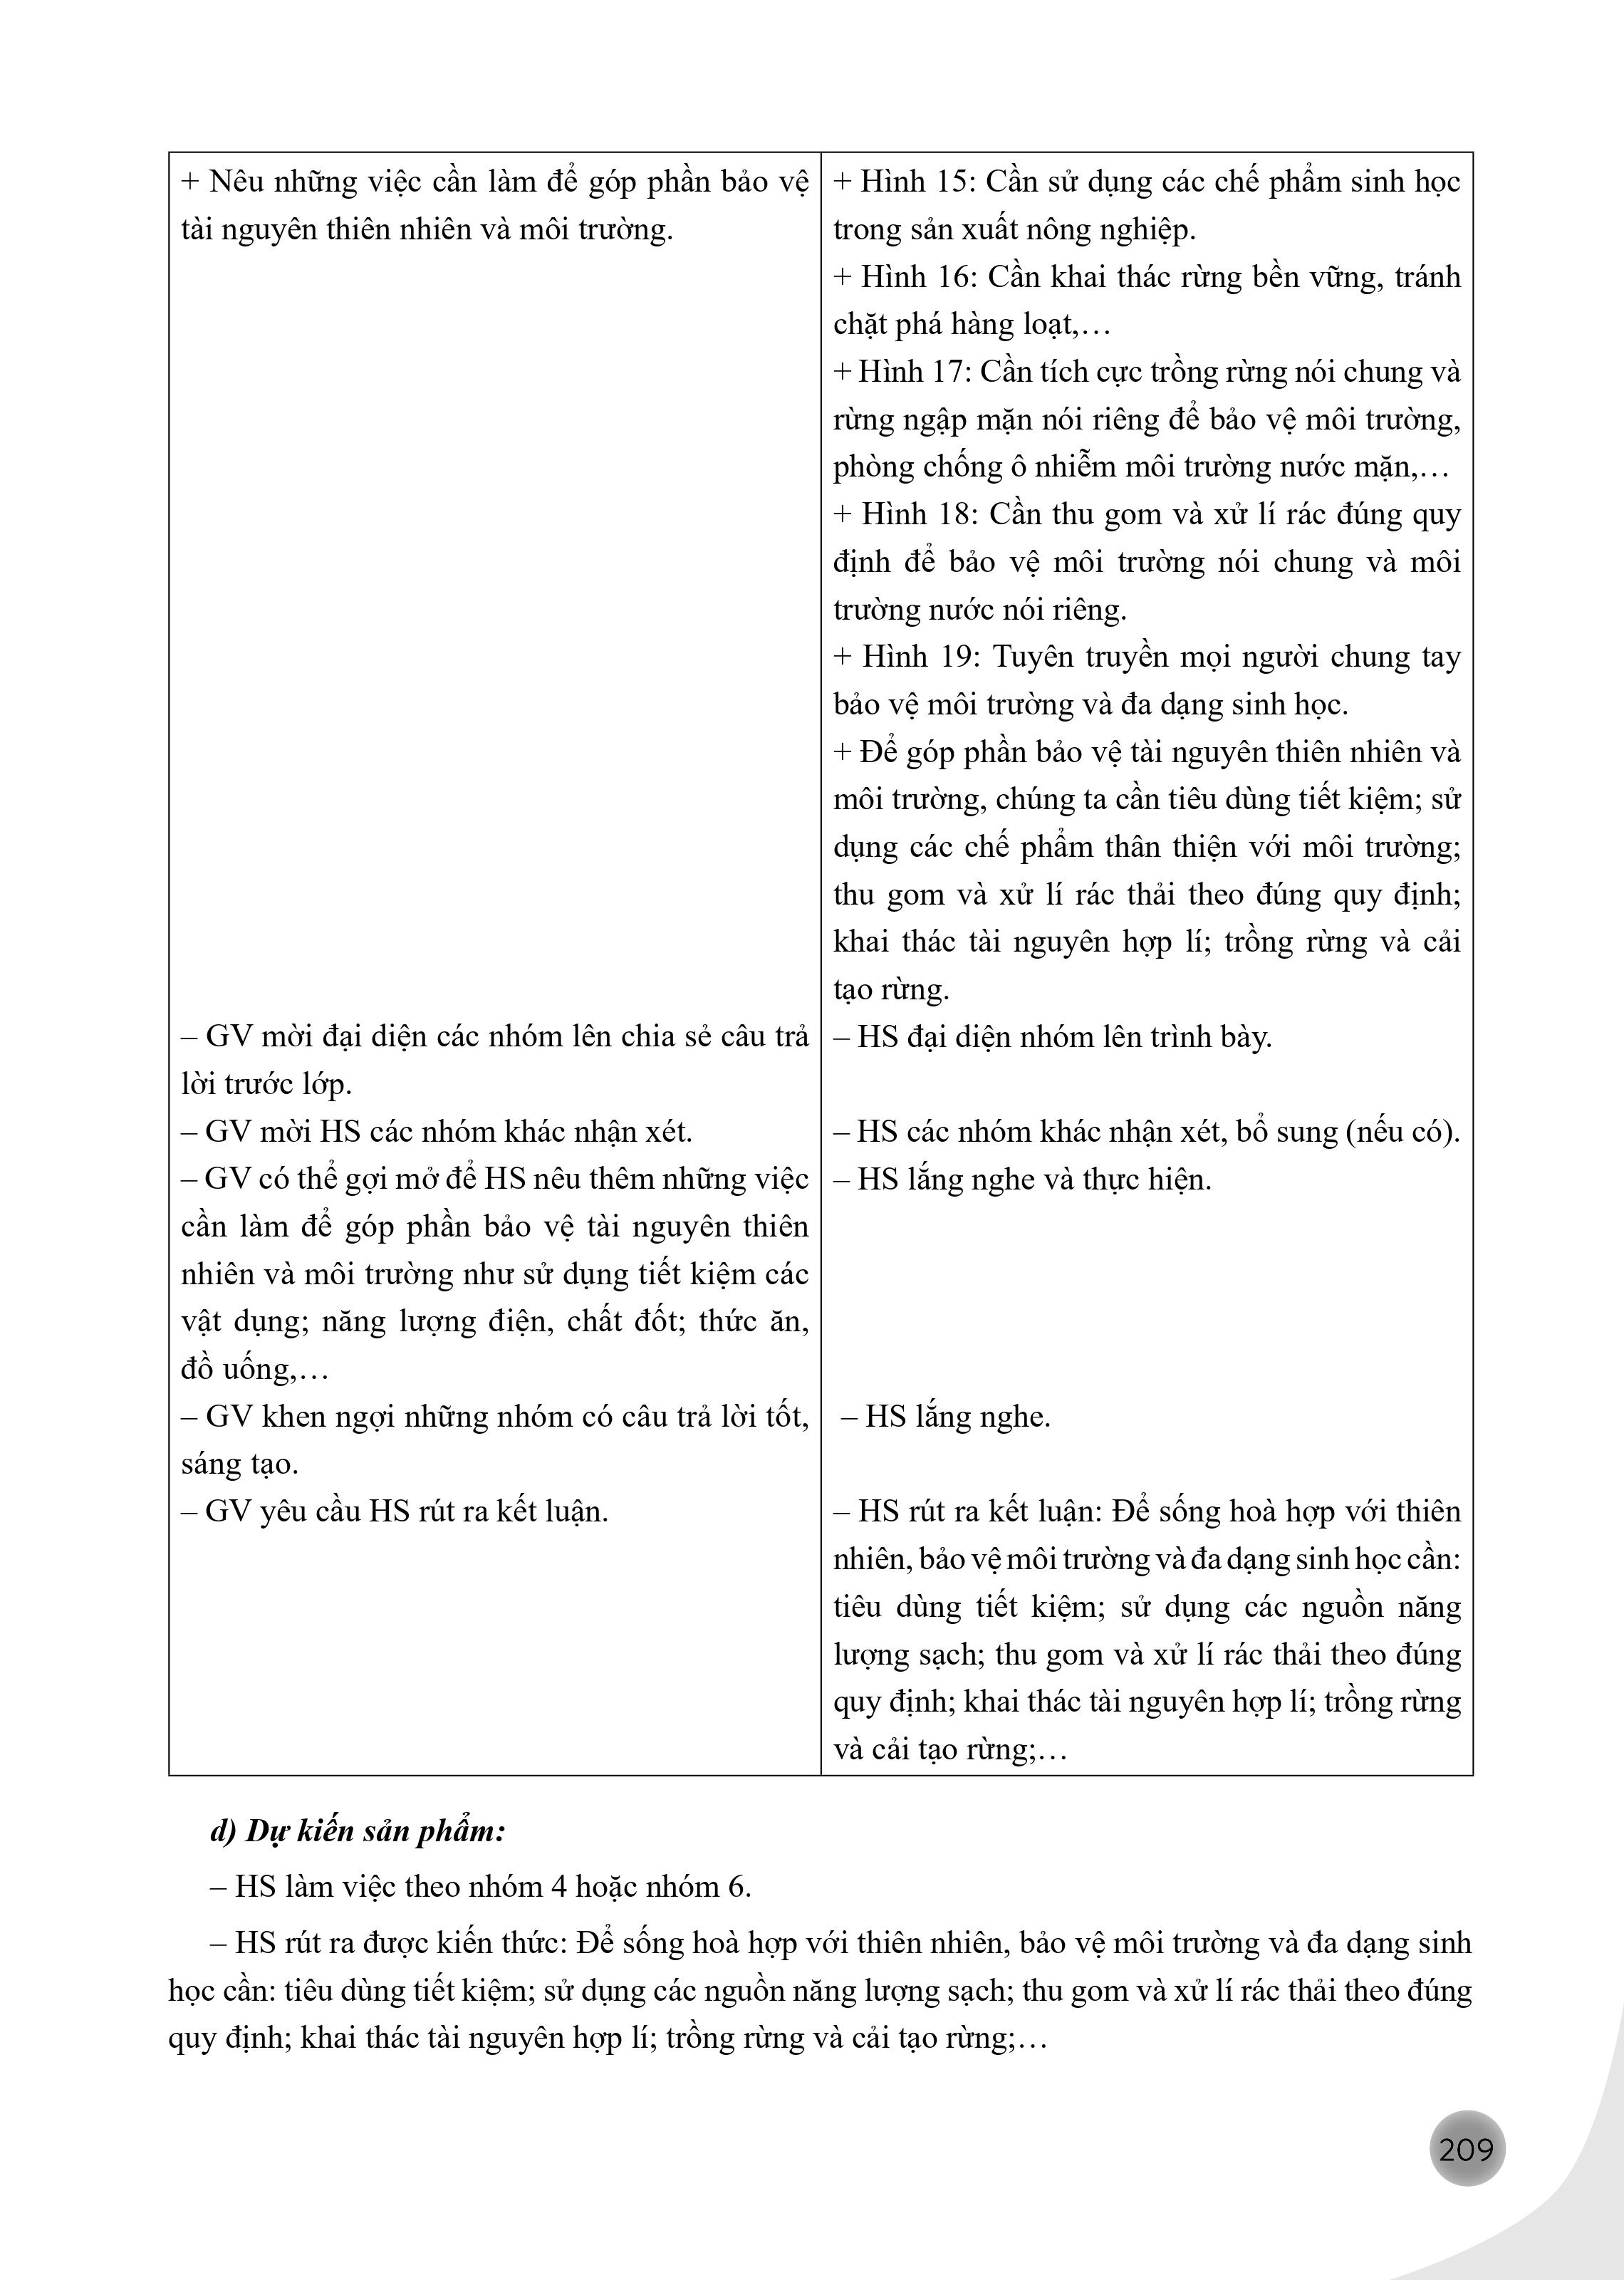 + Nêu những việc cần làm để góp phần bảo vệ
tài nguyên thiên nhiên và môi trường.
+ Hình 15: Cần sử dụng các chế phẩm sinh học
trong sản xuất nông nghiệp.
+ Hình 16: Cần khai thác rừng bền vững, tránh
chặt phá hàng loạt,…
+ Hình 17: Cần tích cực trồng rừng nói chung và
rừng ngập mặn nói riêng để bảo vệ môi trường,
phòng chống ô nhiễm môi trường nước mặn,…
+ Hình 18: Cần thu gom và xử lí rác đúng quy
định để bảo vệ môi trường nói chung và môi
trường nước nói riêng.
+ Hình 19: Tuyên truyền mọi người chung tay
bảo vệ môi trường và đa dạng sinh học.
+ Để góp phần bảo vệ tài nguyên thiên nhiên và
môi trường, chúng ta cần tiêu dùng tiết kiệm; sử
dụng các chế phẩm thân thiện với môi trường;
thu gom và xử lí rác thải theo đúng quy định;
khai thác tài nguyên hợp lí; trồng rừng và cải
tạo rừng.
– GV mời đại diện các nhóm lên chia sẻ câu trả
lời trước lớp.
– HS đại diện nhóm lên trình bày.
– GV mời HS các nhóm khác nhận xét.
– HS các nhóm khác nhận xét, bổ sung (nếu có).
– GV có thể gợi mở để HS nêu thêm những việc
cần làm để góp phần bảo vệ tài nguyên thiên
nhiên và môi trường như sử dụng tiết kiệm các
vật dụng; năng lượng điện, chất đốt; thức ăn,
đồ uống,…
– HS lắng nghe và thực hiện.
– GV khen ngợi những nhóm có câu trả lời tốt,
sáng tạo.
– HS lắng nghe.
– GV yêu cầu HS rút ra kết luận.
– HS rút ra kết luận: Để sống hoà hợp với thiên
nhiên, bảo vệ môi trường và đa dạng sinh học cần:
tiêu dùng tiết kiệm; sử dụng các nguồn năng
lượng sạch; thu gom và xử lí rác thải theo đúng
quy định; khai thác tài nguyên hợp lí; trồng rừng
và cải tạo rừng;…
d) Dự kiến sản phẩm:
– HS làm việc theo nhóm 4 hoặc nhóm 6.
– HS rút ra được kiến thức: Để sống hoà hợp với thiên nhiên, bảo vệ môi trường và đa dạng sinh
học cần: tiêu dùng tiết kiệm; sử dụng các nguồn năng lượng sạch; thu gom và xử lí rác thải theo đúng
quy định; khai thác tài nguyên hợp lí; trồng rừng và cải tạo rừng;…
209